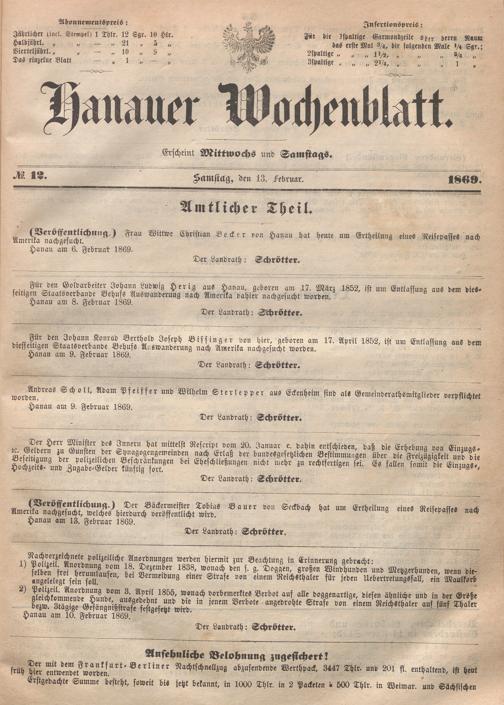 Abonnementspreis:
Jährlicher (incl. Stempel) 1 Thlr. 12 Sgr. 10 Hlr.
Halbjährl. „ — „ 21 „ 5 „
Vierteljährl. „ — „ 10 „ 9 „
Das einzelne Blatt — „ 1 „ — „
Insertionspreis:
Für die 1spaltige Garmondzeile oder deren Raum
das erste Mal ¾, die folgenden Male ½ Sgr.;
2spaltige „ „ 1½, „ „ ¾ „
3spaltige „ „ 2¼, „ „ 1 „
Hanauer Wochenblatt.
Erscheint Mittwochs und Samstags.
№ 12. Samstag, den 13. Februar. 1869.
Amtlicher Theil.
(Veröffentlichung.) Frau Wittwe Christian Becker von Hanau hat heute um Ertheilung eines Reisepasses nach
Amerika nachgesucht.
Hanau am 6. Februar 1869.
Der Landrath: Schrötter.
Für den Goldarbeiter Johann Ludwig Herig aus Hanau, geboren am 17. März 1852, ist um Entlassung aus dem dies-
seitigen Staatsverbande Behufs Auswanderung nach Amerika dahier nachgesucht worden.
Hanau am 8. Februar 1869.
Der Landrath: Schrötter.
Für den Johann Konrad Berthold Joseph Bissinger von hier, geboren am 17. April 1852, ist um Entlassung aus dem
diesseitigen Staatsverbande Behufs Auswanderung nach Amerika nachgesucht worden.
Hanau am 9. Februar 1869.
Der Landrath: Schrötter.
Andreas Scholl, Adam Pfeiffer und Wilhelm Sterlepper aus Eckenheim sind als Gemeinderathsmitglieder verpflichtet
worden.
Hanau am 9. Februar 1869.
Der Landrath: Schrötter.
Der Herr Minister des Innern hat mittelst Rescript vom 20. Januar c. dahin entschieden, daß die Erhebung von Einzugs-
ꝛc. Geldern zu Gunsten der Synagogengemeinden nach Erlaß der bundesgesetzlichen Bestimmungen über die Freizügigkeit und die
Beseitigung der polizeilichen Beschränkungen bei Eheschließungen nicht mehr zu rechtfertigen sei. Es fallen somit die Einzugs-,
Hochzeits- und Zugabe-Gelder künftig fort.
Der Landrath: Schrötter.
(Veröffentlichung.) Der Bäckermeister Tobias Bauer von Seckbach hat um Ertheilung eines Reisepasses nach
Amerika nachgesucht, welches hierdurch veröffentlicht wird.
Hanau am 13. Februar 1869.
Der Landrath: Schrötter.
Nachverzeichnete polizeiliche Anordnungen werden hiermit zur Beachtung in Erinnerung gebracht:
1) Polizeil. Anordnung vom 18. Dezember 1838, wonach den s. g. Doggen, großen Windhunden und Metzgerhunden, wenn die-
selben frei herumlaufen, bei Vermeidung einer Strafe von einem Reichsthaler für jeden Uebertretungsfall, ein Maulkorb
angelegt sein soll.
2) Polizeil. Anordnung vom 3. April 1855, wonach vorbemerktes Verbot auf alle doggenartige, diesen ähnliche und in der Größe
gleichkommende Hunde, ausgedehnt und die in jenem Verbote angedrohte Strafe von einem Reichsthaler auf fünf Thaler
bezw. 3tägige Gefängnißstrafe festgesetzt wird.
Hanau am 10. Februar 1869.
Der Landrath: Schrötter.
Ansehnliche Belohnung zugesichert!
Der mit dem Frankfurt-Berliner Nachtschnellzug abzusendende Werthpack, 3447 Thlr. und 201 fl. enthaltend, ist heut
früh hier entwendet worden.
Erstgedachte Summe besteht, soweit bis jetzt bekannt, in 1000 Thlr. in 2 Packeten à 500 Thlr. in Weimar. und Sächsischen